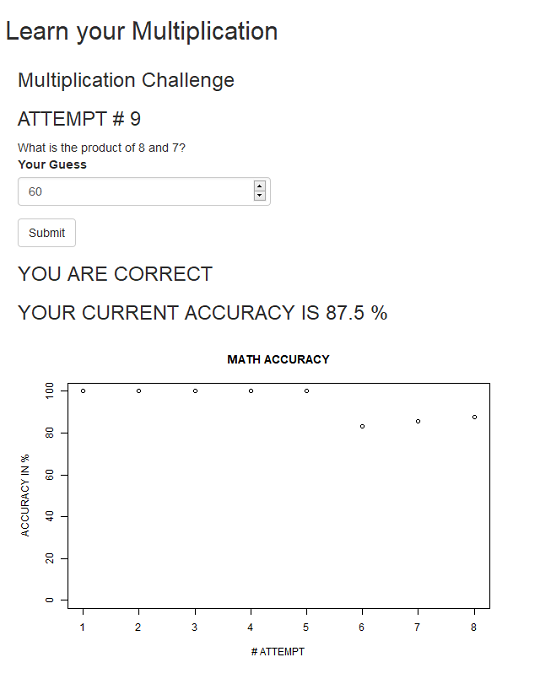 Learn your Multiplication
Multiplication Challenge
ATTEMPT # 9
What is the product of 8 and 7?
Your Guess
60
Submit
YOU ARE CORRECT
YOUR CURRENT ACCURACY IS 87.5 %
MATH ACCURACY
100
80
60
40
20
0
ACCURACY IN %
1 2 3 4 5 6 7 8
# ATTEMPT